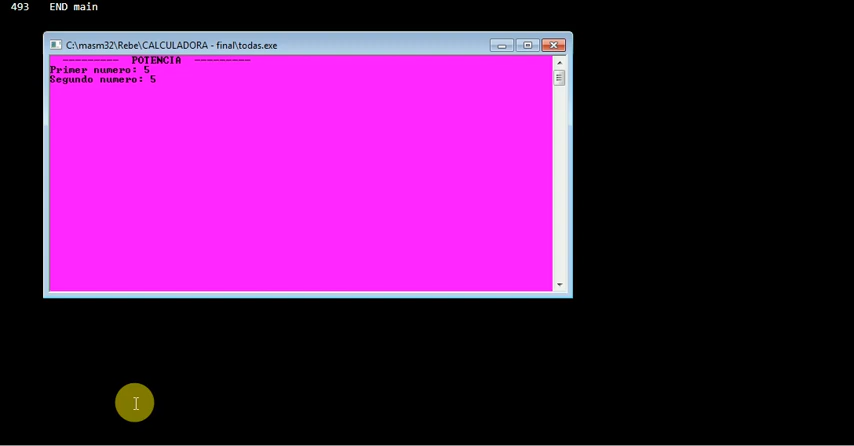 493 END main
C:\masm32\Rebe\CALCULADORA - final\todas.exe
--------- POTENCIA ---------
Primer numero: 5
Segundo numero: 5